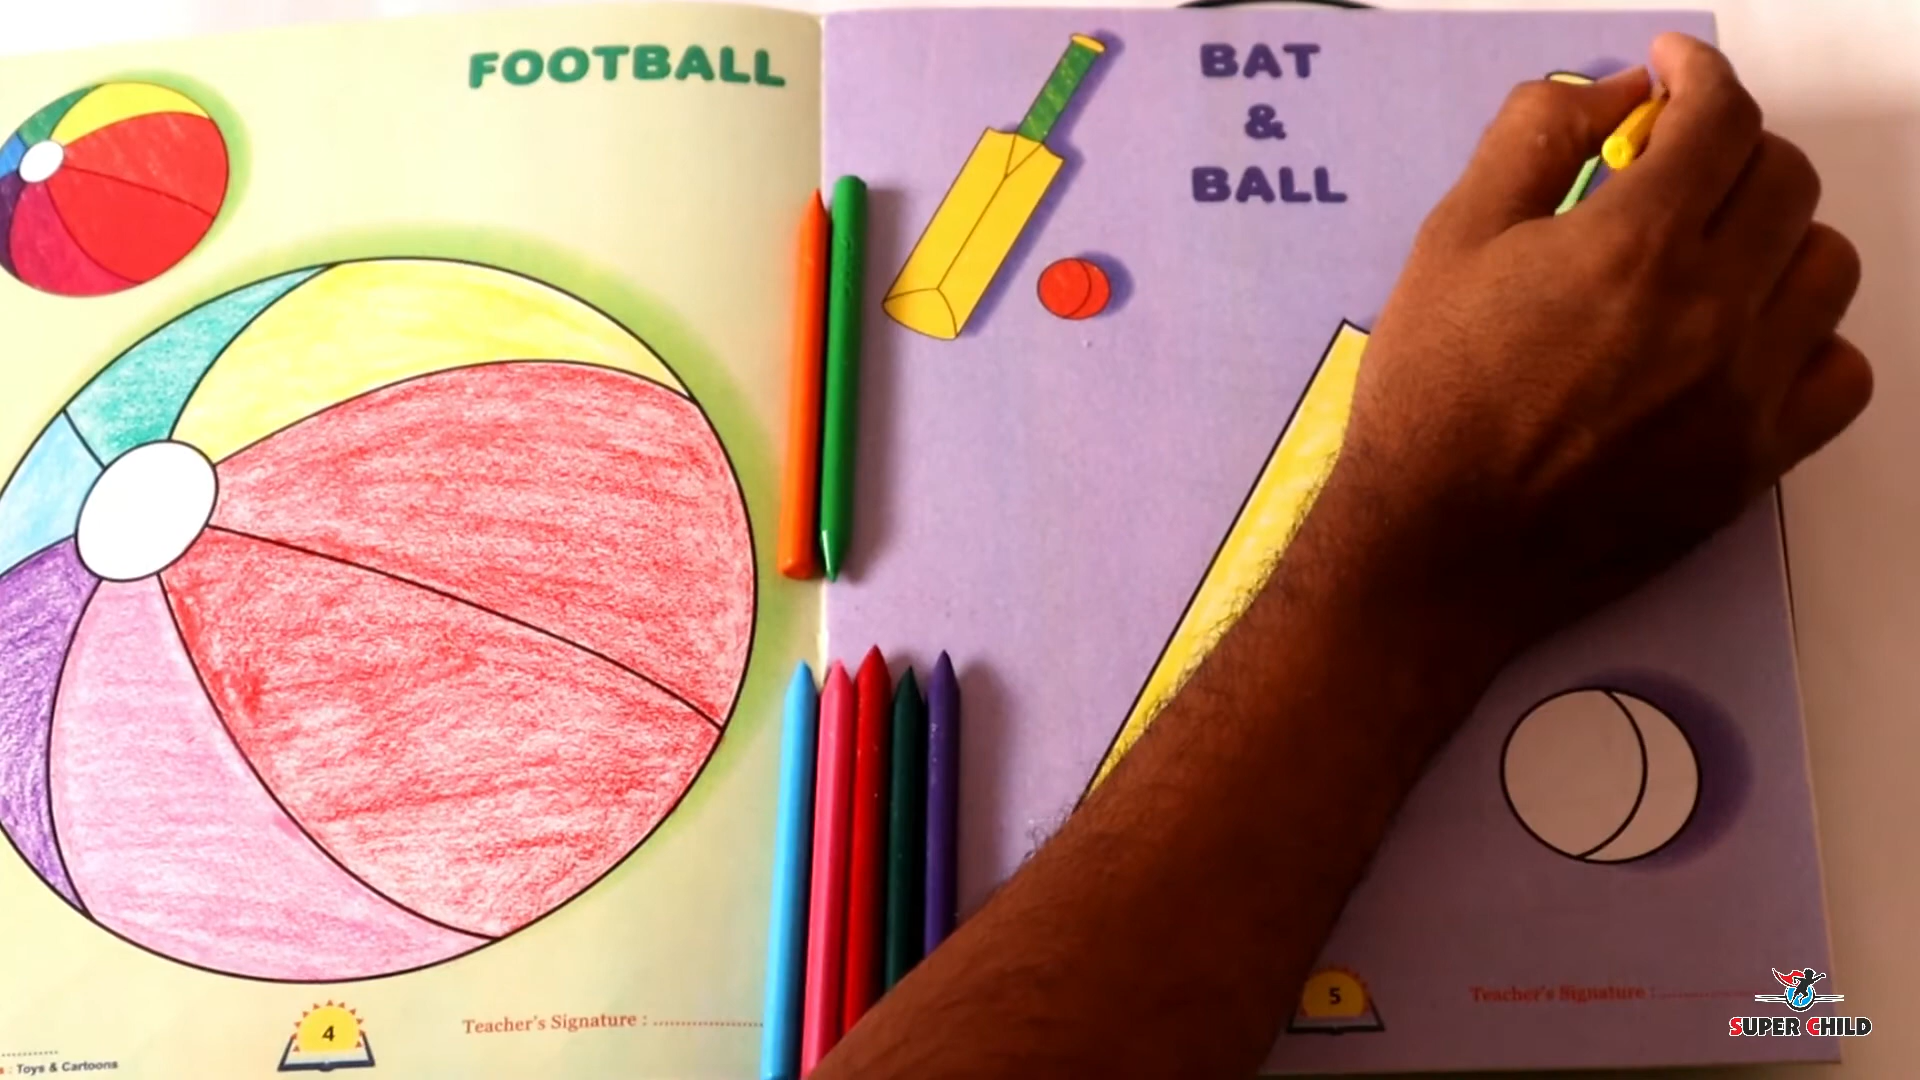 FOOTBALL
4
Teacher's Signature : ....................
: Toys & Cartoons
BAT
&
BALL
5
Teacher's Signature : ....................
SUPER CHILD